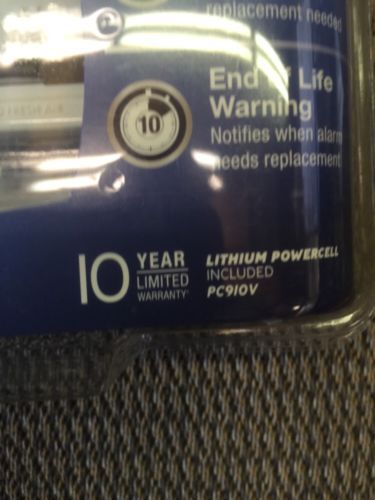 replacement needed
End of Life
Warning
10
Notifies when alarm
needs replacement
10 YEAR
LIMITED
WARRANTY*
LITHIUM POWERCELL
INCLUDED
PC910V